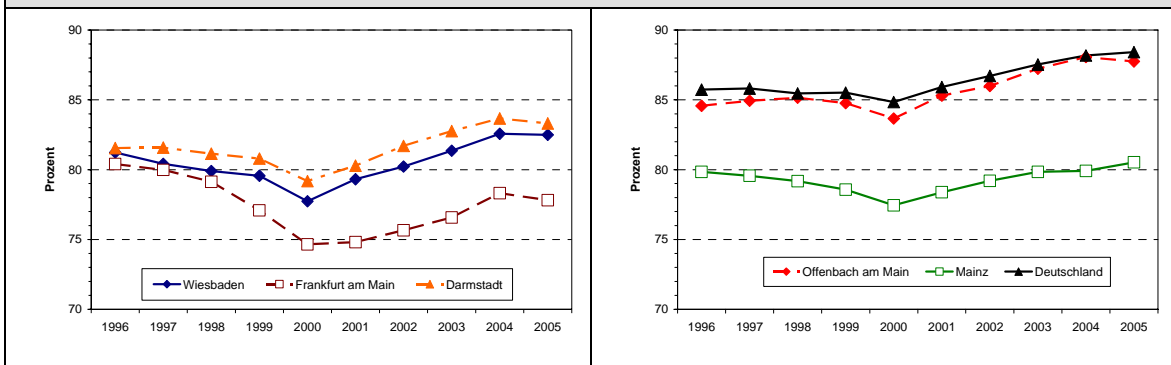 90
85
80
75
70
Prozent
Wiesbaden Frankfurt am Main Darmstadt
1996 1997 1998 1999 2000 2001 2002 2003 2004 2005
90
85
80
75
70
Prozent
Offenbach am Main Mainz Deutschland
1996 1997 1998 1999 2000 2001 2002 2003 2004 2005